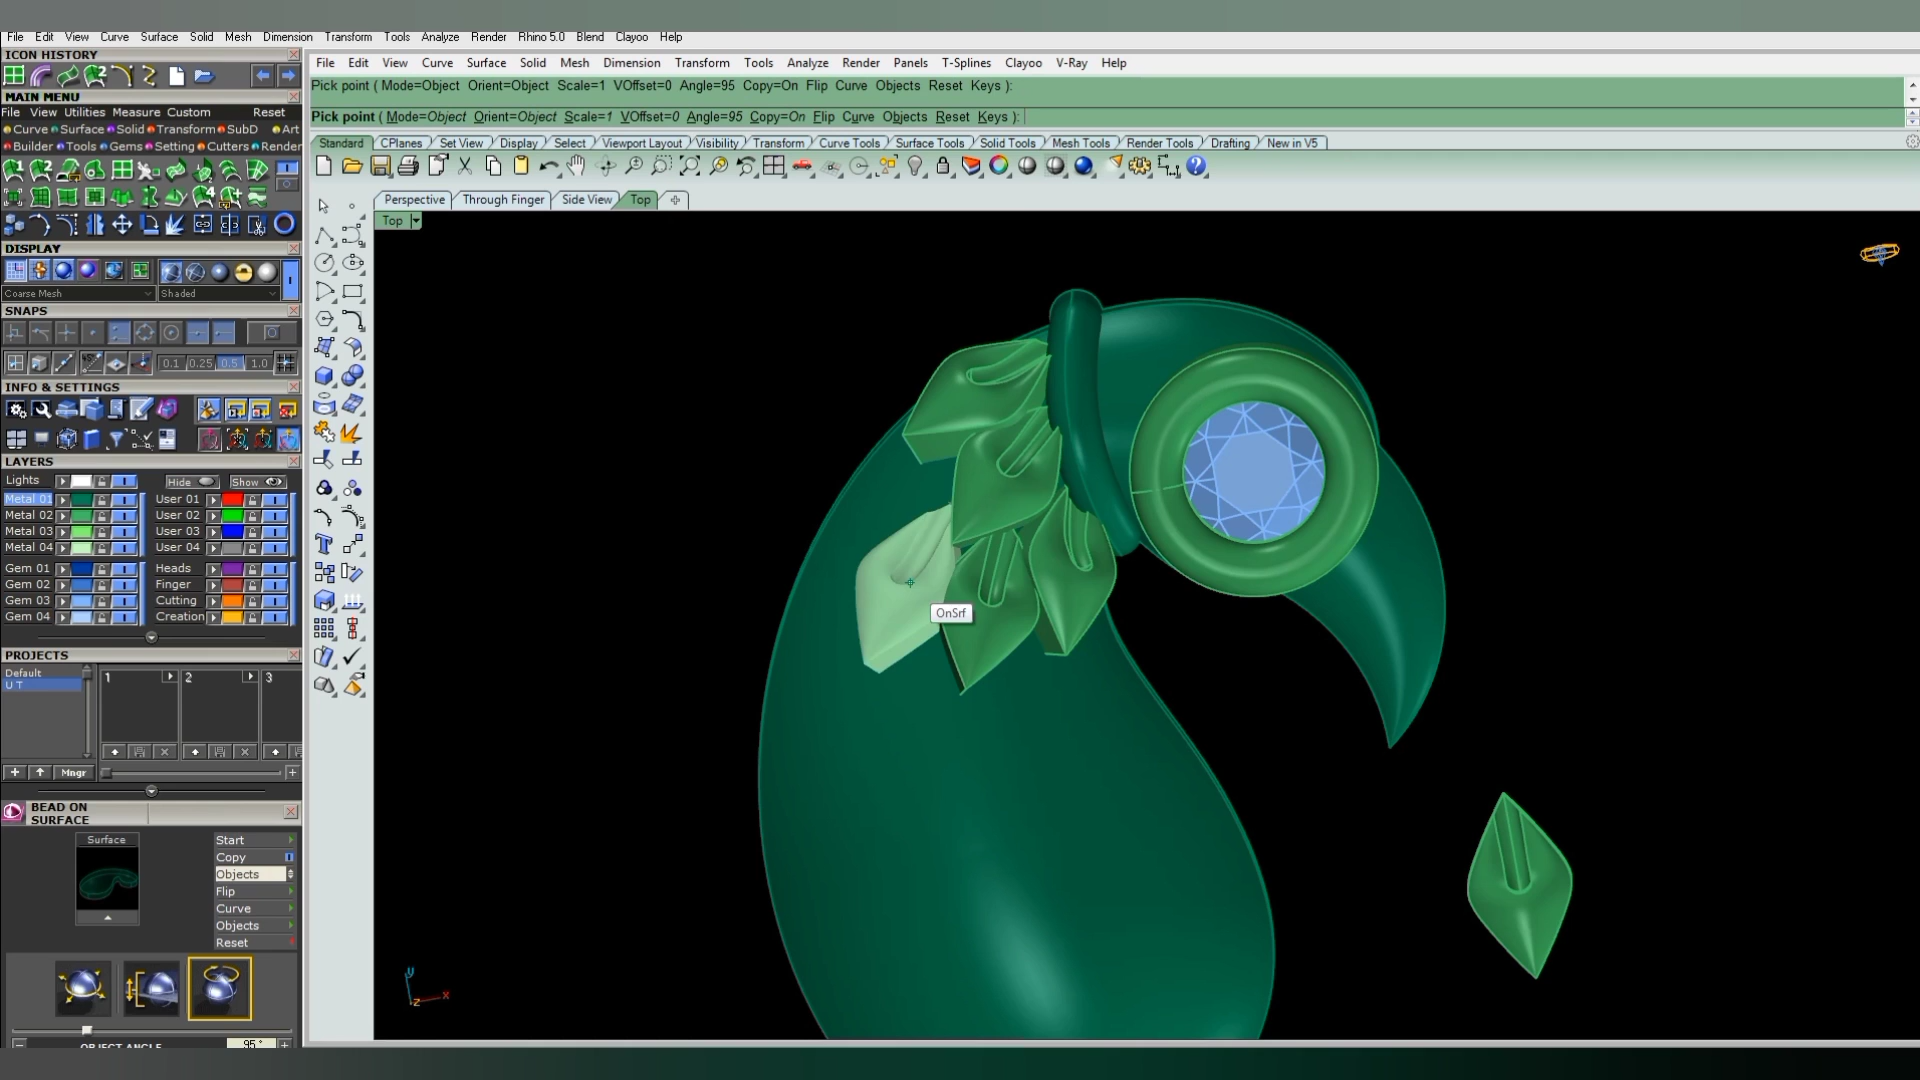 File Edit View Curve Surface Solid Mesh Dimension Transform Tools Analyze Render Rhino 5.0 Blend Clayoo Help
ICON HISTORY
MAIN MENU
File View Utilities Measure Custom Reset
Curve Surface Solid Transform SubD Art
Builder Tools Gems Setting Cutters Render
DISPLAY
Coarse Mesh Shaded
SNAPS
0.1 0.25 0.5 1.0
INFO & SETTINGS
LAYERS
Lights Hide Show
Metal 01 User 01
Metal 02 User 02
Metal 03 User 03
Metal 04 User 04
Gem 01 Heads
Gem 02 Finger
Gem 03 Cutting
Gem 04 Creation
PROJECTS
Default
U T
1 2 3
Mngr
BEAD ON
SURFACE
Surface
Start
Copy
Objects
Flip
Curve
Objects
Reset
OBJECT ANGLE 95°
File Edit View Curve Surface Solid Mesh Dimension Transform Tools Analyze Render Panels T-Splines Clayoo V-Ray Help
Pick point ( Mode=Object Orient=Object Scale=1 VOffset=0 Angle=95 Copy=On Flip Curve Objects Reset Keys ):
Pick point ( Mode=Object Orient=Object Scale=1 VOffset=0 Angle=95 Copy=On Flip Curve Objects Reset Keys ):
Standard CPlanes Set View Display Select Viewport Layout Visibility Transform Curve Tools Surface Tools Solid Tools Mesh Tools Render Tools Drafting New in V5
Perspective Through Finger Side View Top
Top
OnSrf
y
z x